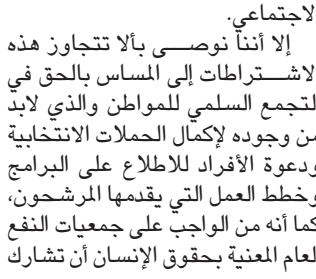 لاجتماعي.
إلا أننا نوصي بألا تتجاوز هذه
لاشتراطات إلى المساس بالحق في
لتجمع السلمي للمواطن والذي لابد
من وجوده لإكمال الحملات الانتخابية
ودعوة الأفراد للاطلاع على البرامج
وخطط العمل التي يقدمها المرشحون،
كما أنه من الواجب على جمعيات النفع
لعام المعنية بحقوق الإنسان أن تشارك